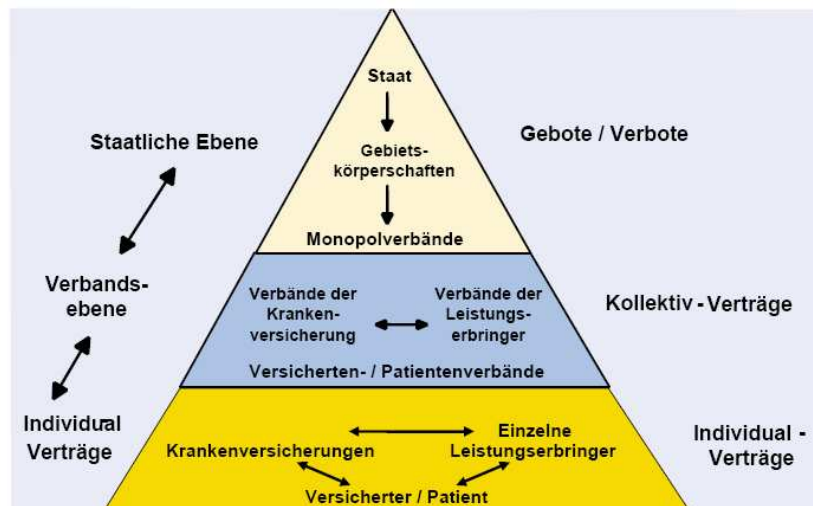 Staat
Staatliche Ebene
Gebote / Verbote
Gebiets-
körperschaften
Monopolverbände
Verbands-
ebene
Verbände der
Kranken-
versicherung
Verbände der
Leistungs-
erbringer
Kollektiv - Verträge
Versicherten- / Patientenverbände
Individual
Verträge
Krankenversicherungen
Einzelne
Leistungserbringer
Individual -
Verträge
Versicherter / Patient